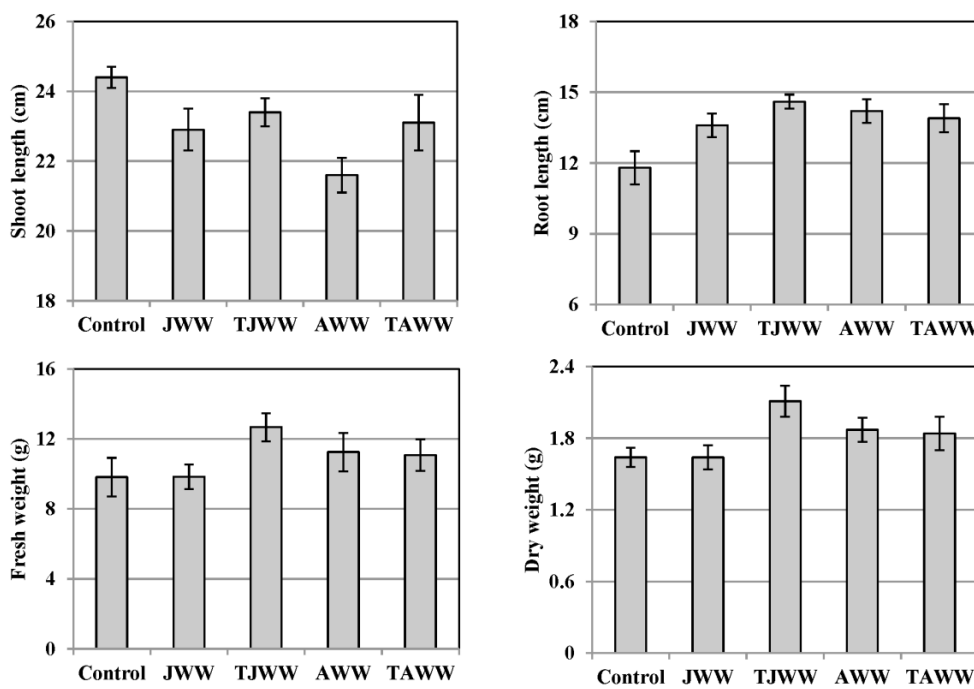 Shoot length (cm)
26
24
22
20
18
Control JWW TJWW AWW TAWW
Root length (cm)
18
15
12
9
6
Control JWW TJWW AWW TAWW
Fresh weight (g)
16
12
8
4
0
Control JWW TJWW AWW TAWW
Dry weight (g)
2.4
1.8
1.2
0.6
0
Control JWW TJWW AWW TAWW